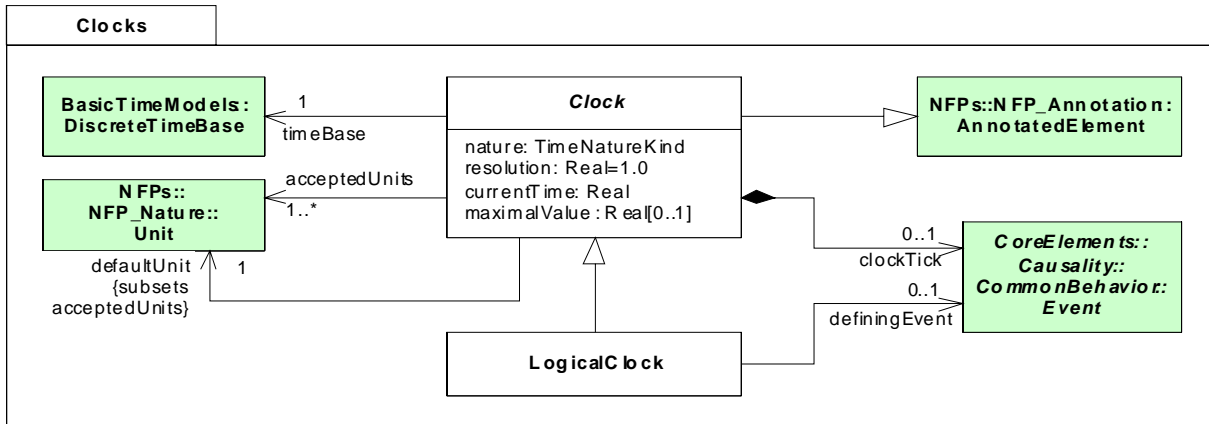 Clocks
BasicTimeModels::
DiscreteTimeBase
1
timeBase
Clock
nature: TimeNatureKind
resolution: Real=1.0
currentTime: Real
maximalValue: Real[0..1]
NFPs::NFP_Annotation::
AnnotatedElement
NFPs::
NFP_Nature::
Unit
acceptedUnits
1..*
defaultUnit
{subsets
acceptedUnits}
1
0..1
clockTick
0..1
definingEvent
CoreElements::
Causality::
CommonBehavior::
Event
LogicalClock